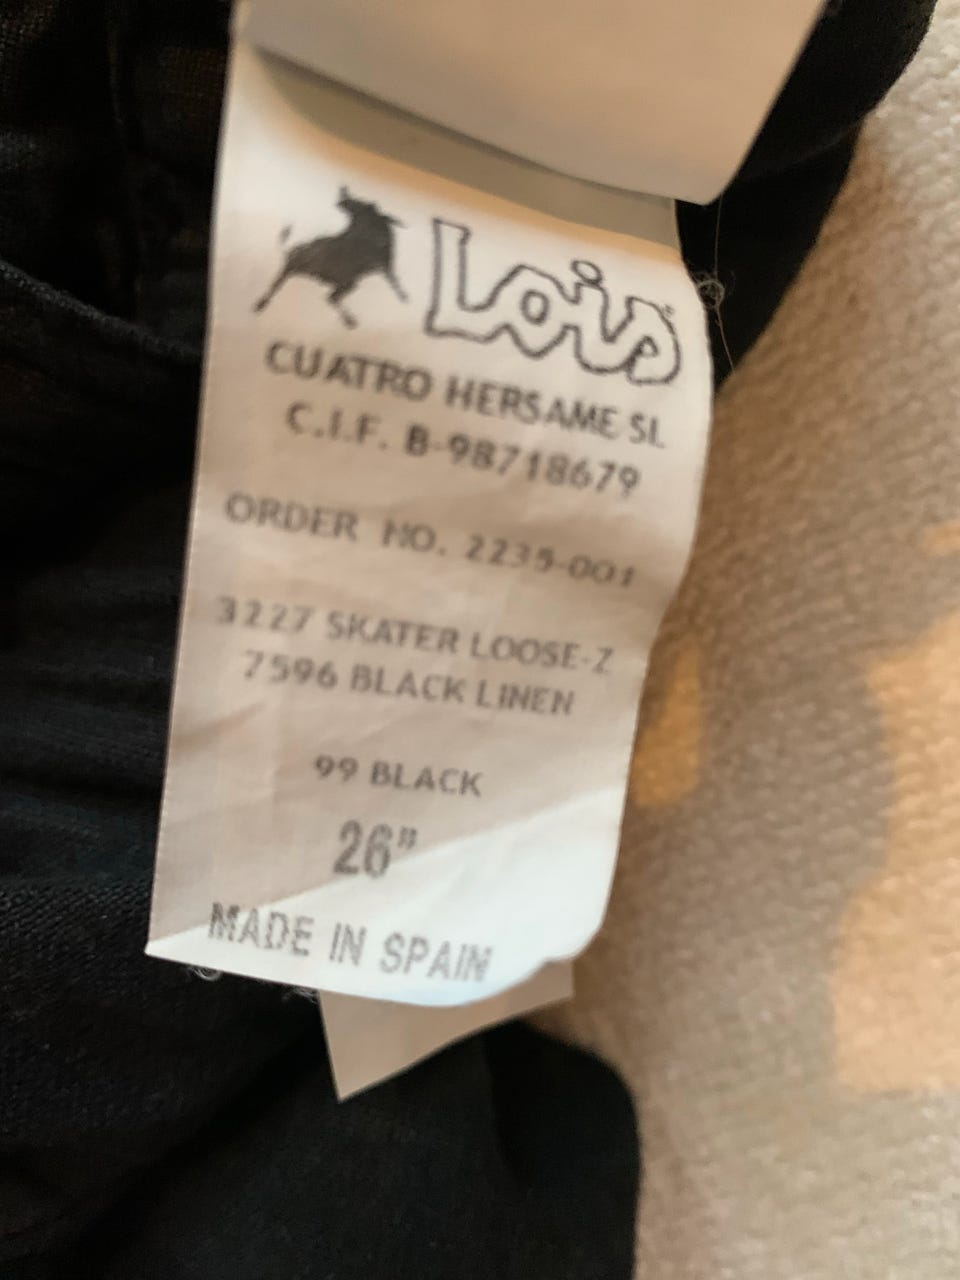 Lois
CUATRO HERSAME SL
C.I.F. B-98718679
ORDER NO. 2235-001
3227 SKATER LOOSE-Z
7596 BLACK LINEN
99 BLACK
26"
MADE IN SPAIN